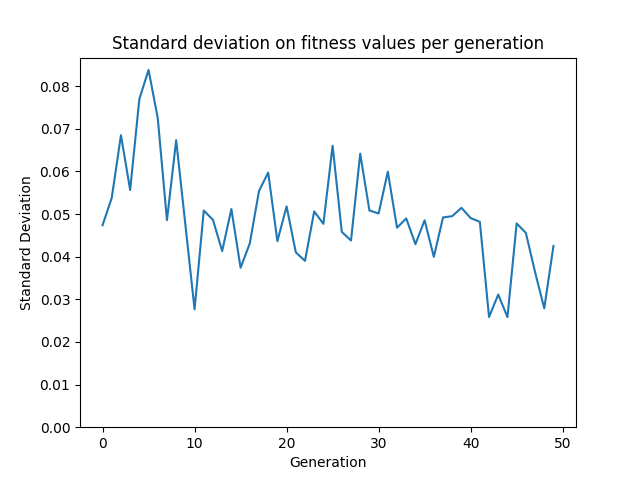 Standard deviation on fitness values per generation
0.08
0.07
0.06
0.05
0.04
0.03
0.02
0.01
0.00
Standard Deviation
0 10 20 30 40 50
Generation